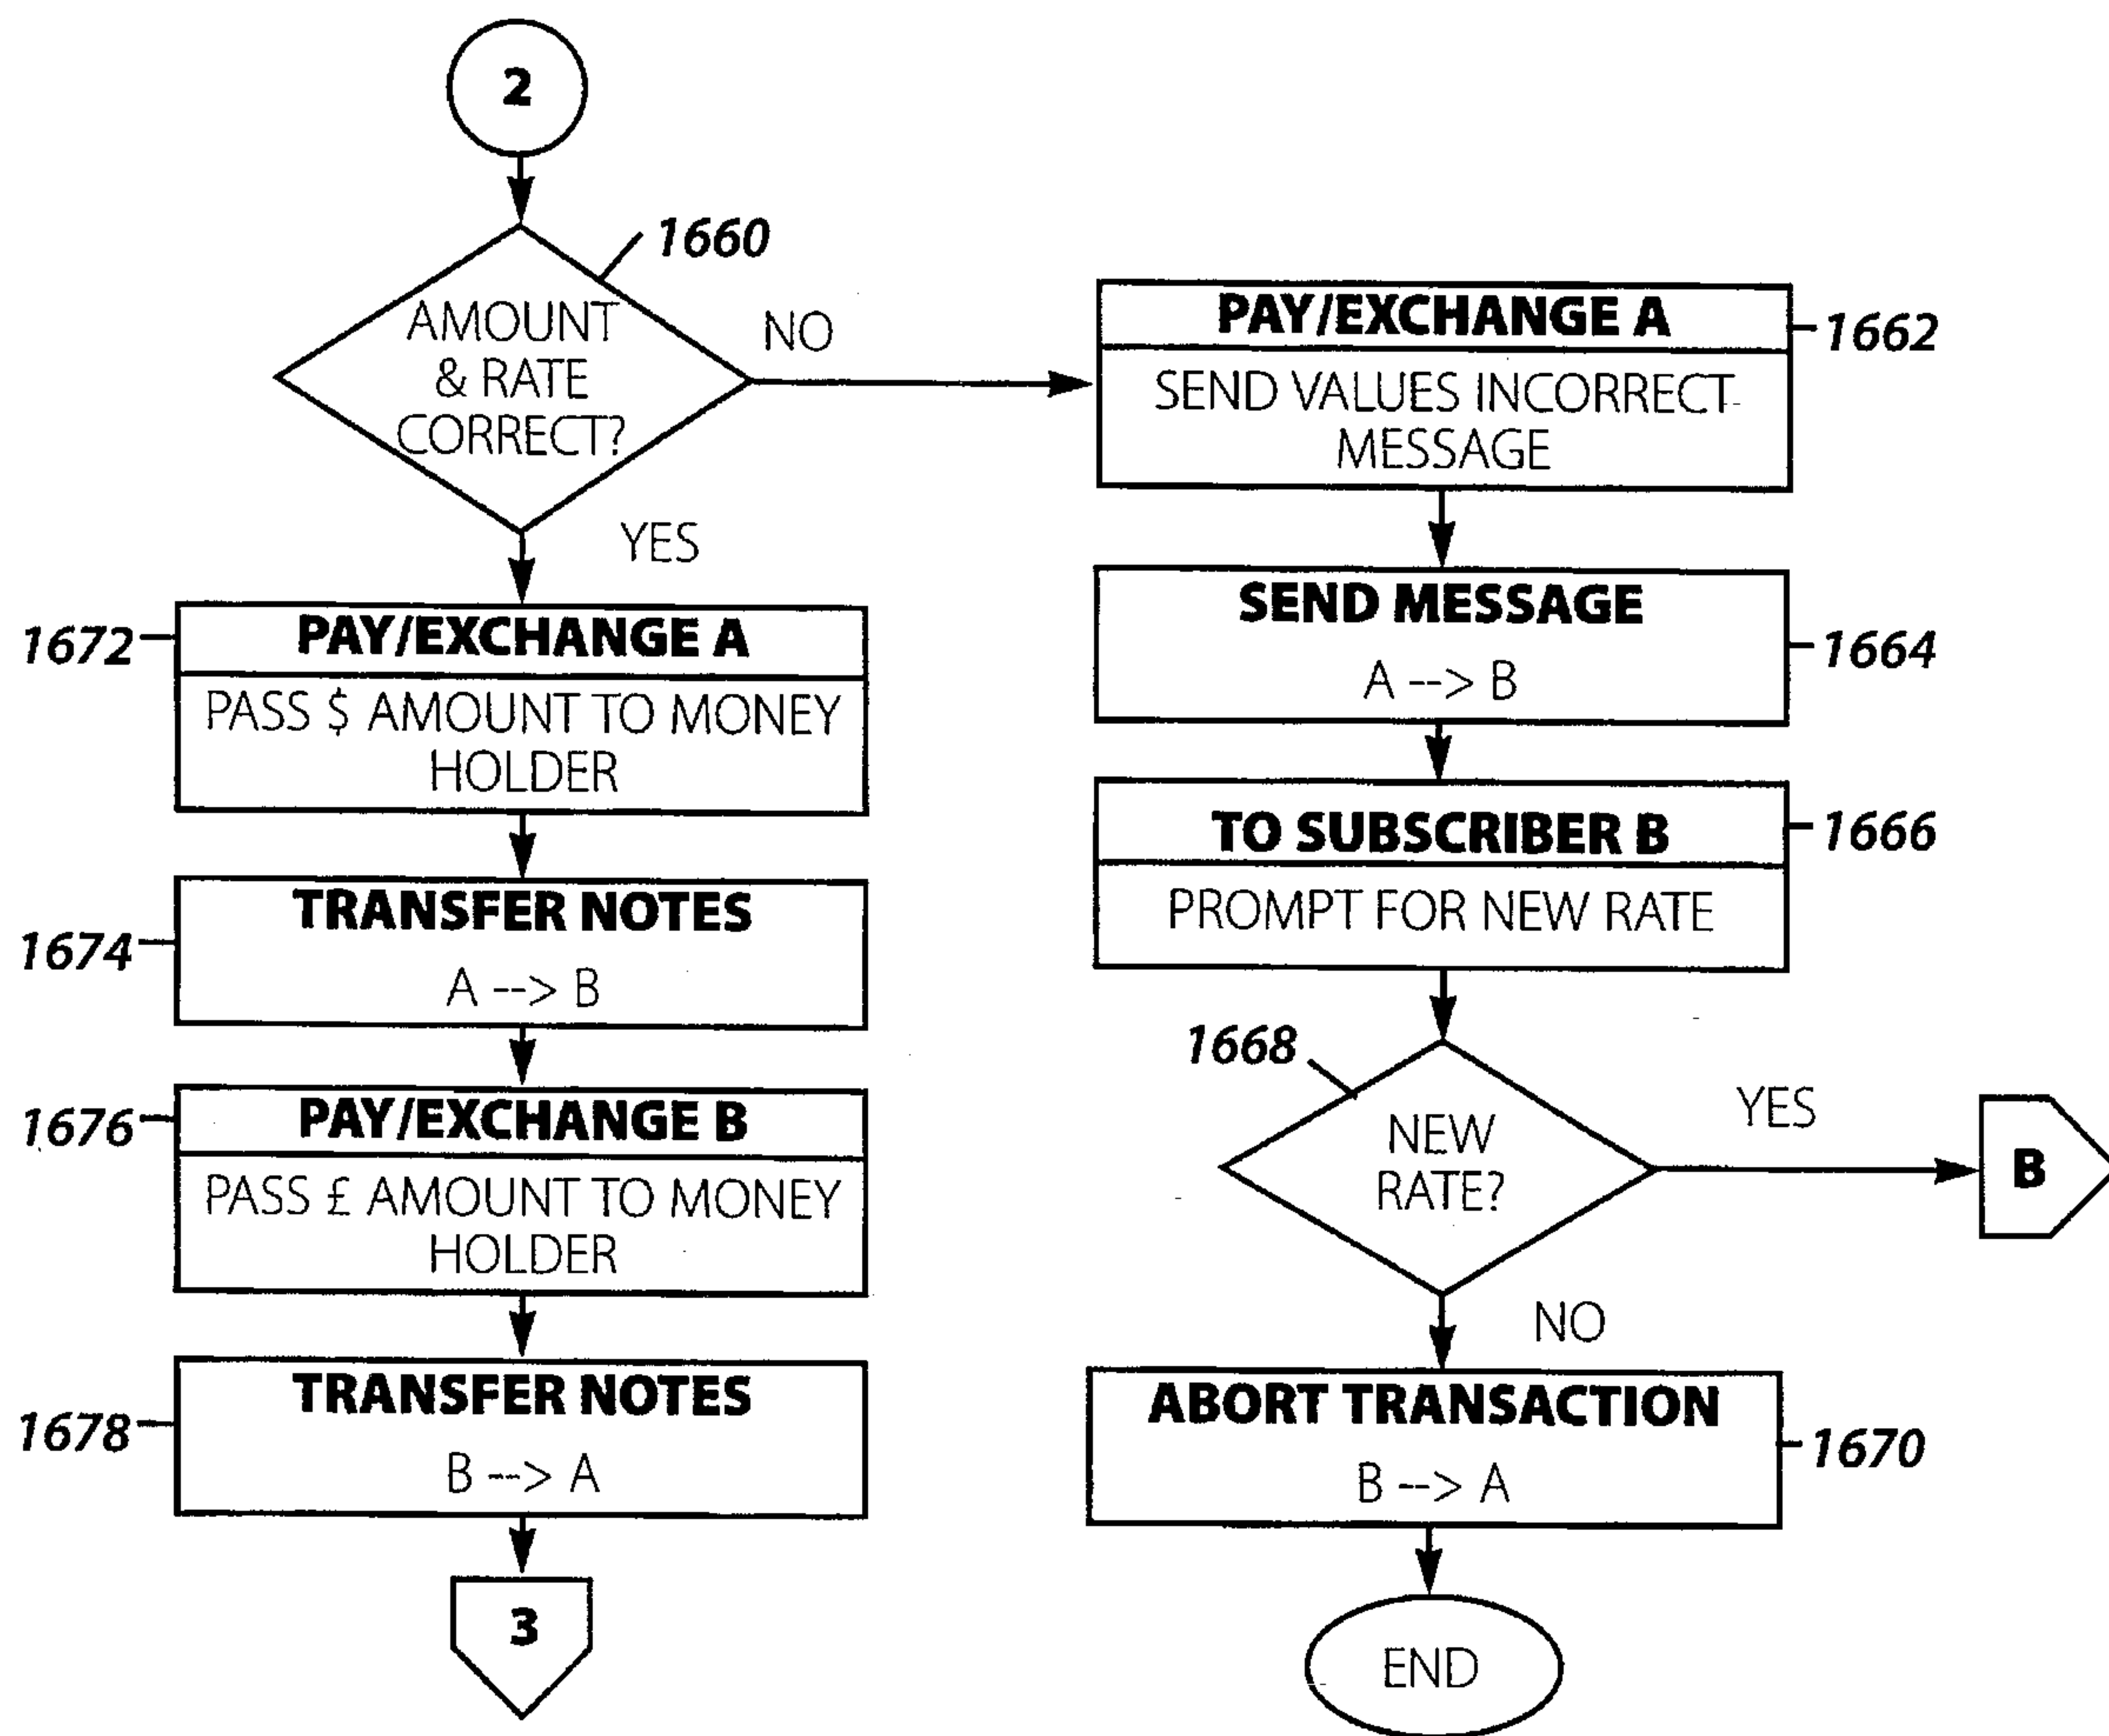 2
1660
AMOUNT
& RATE
CORRECT?
NO
YES
1672
PAY/EXCHANGE A
PASS $ AMOUNT TO MONEY
HOLDER
1674
TRANSFER NOTES
A --> B
1676
PAY/EXCHANGE B
PASS £ AMOUNT TO MONEY
HOLDER
1678
TRANSFER NOTES
B --> A
3
PAY/EXCHANGE A
1662
SEND VALUES INCORRECT
MESSAGE
SEND MESSAGE
1664
A --> B
TO SUBSCRIBER B
1666
PROMPT FOR NEW RATE
1668
NEW
RATE?
YES
B
NO
ABORT TRANSACTION
1670
B --> A
END